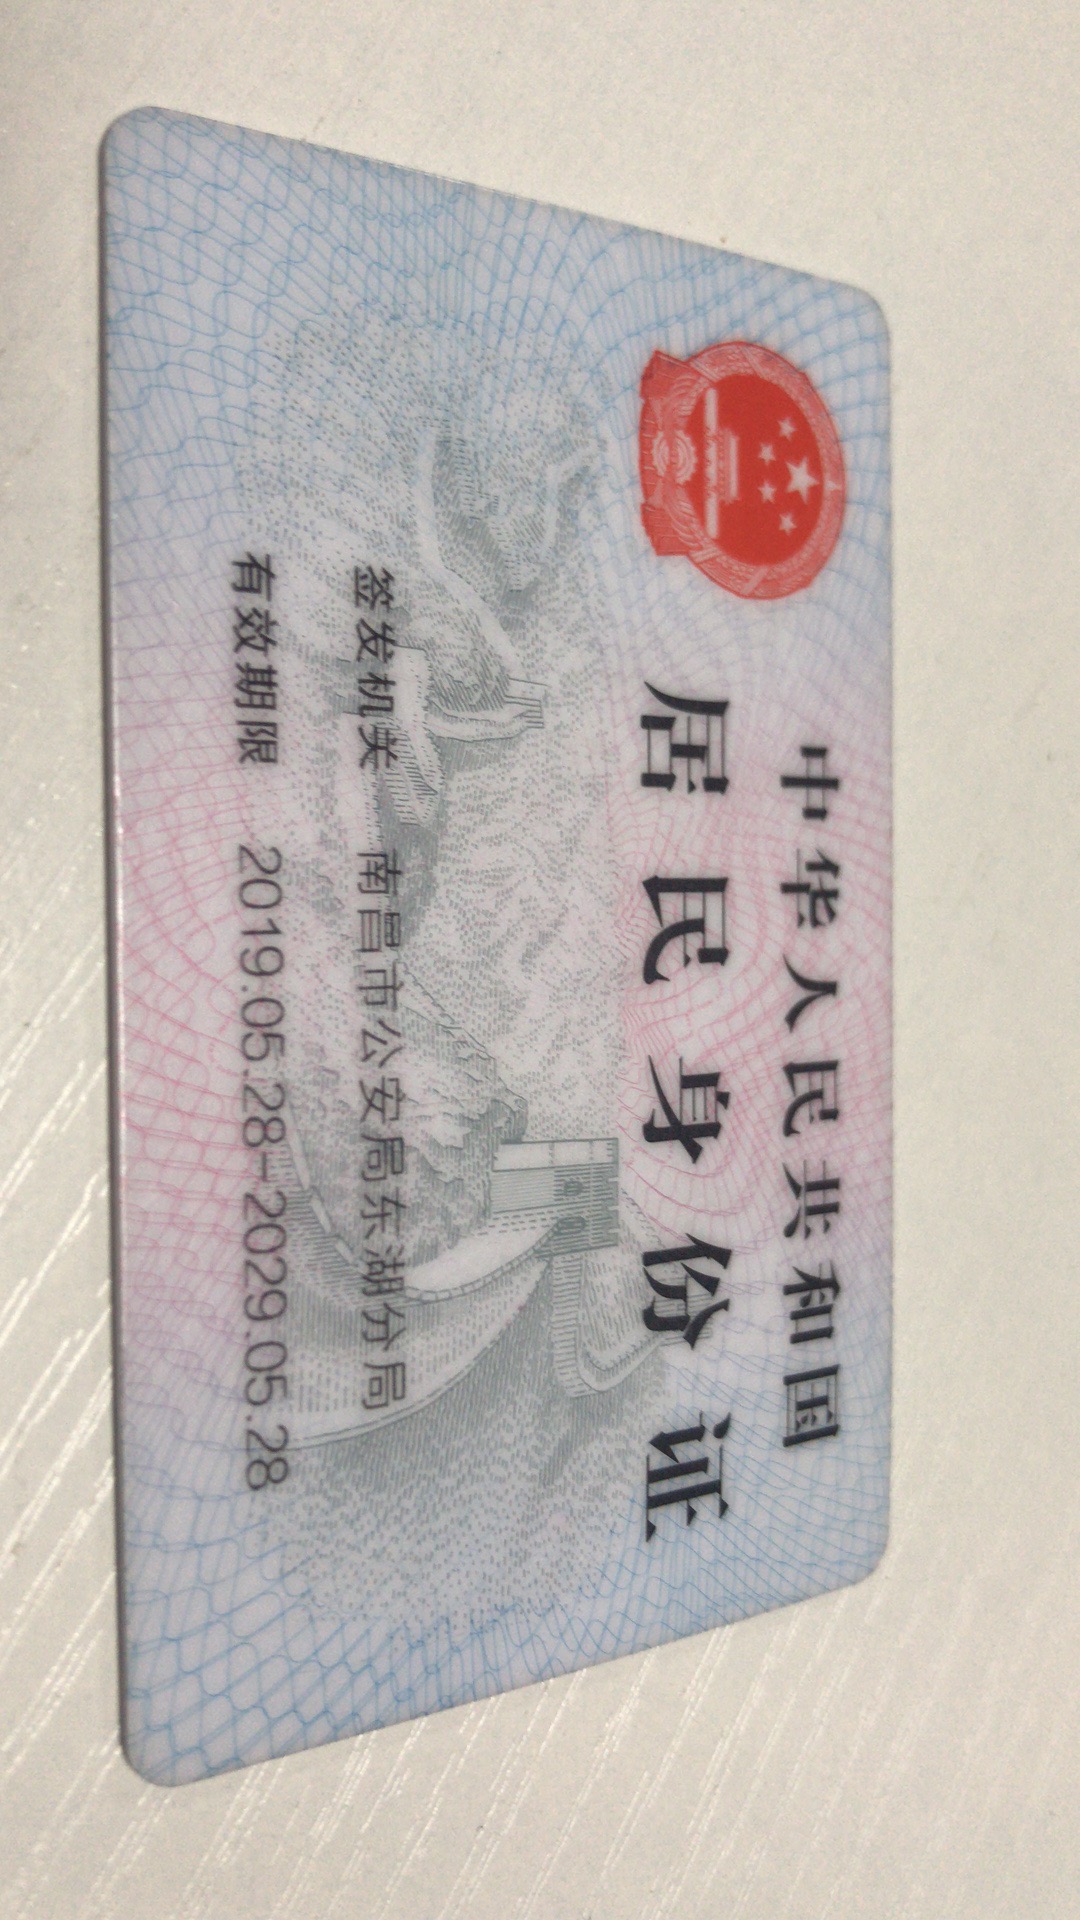 中华人民共和国
居民身份证
签发机关 南昌市公安局东湖分局
有效期限 2019.05.28-2029.05.28